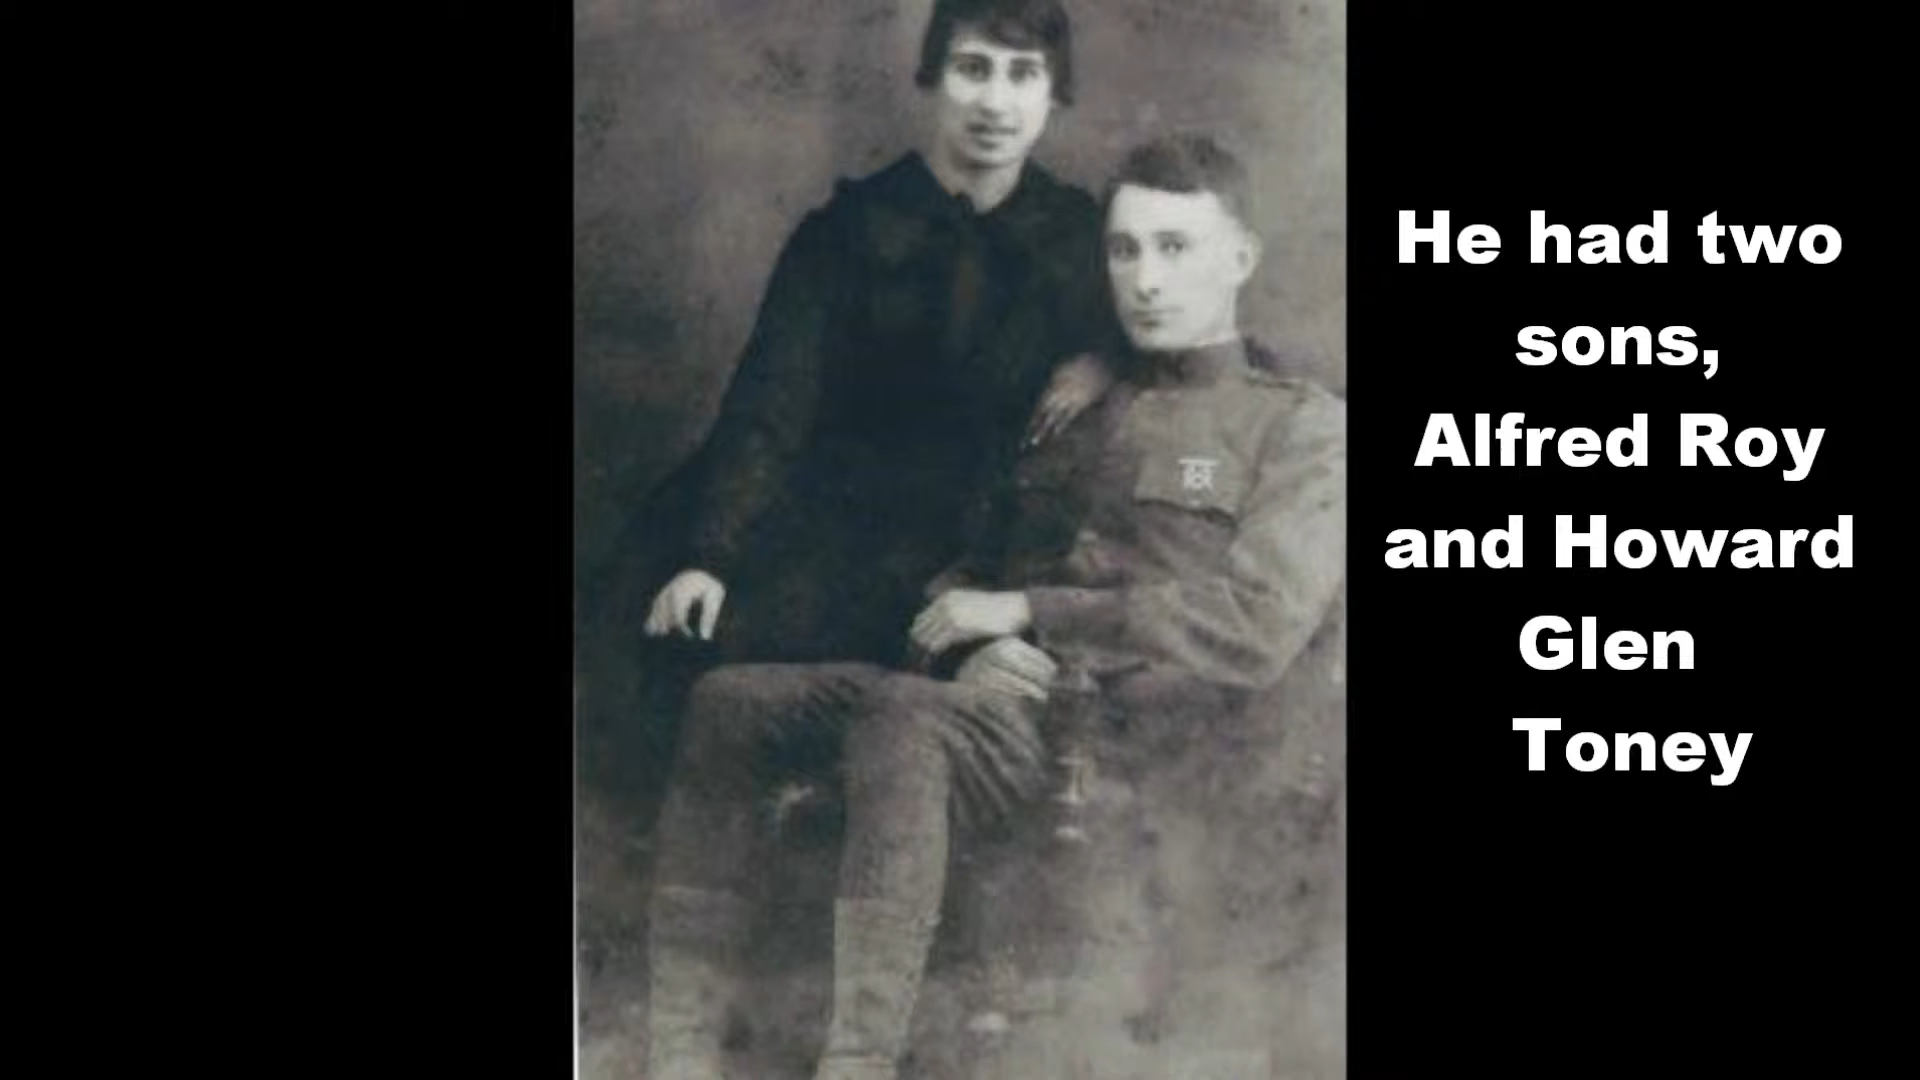 He had two
sons,
Alfred Roy
and Howard
Glen
Toney